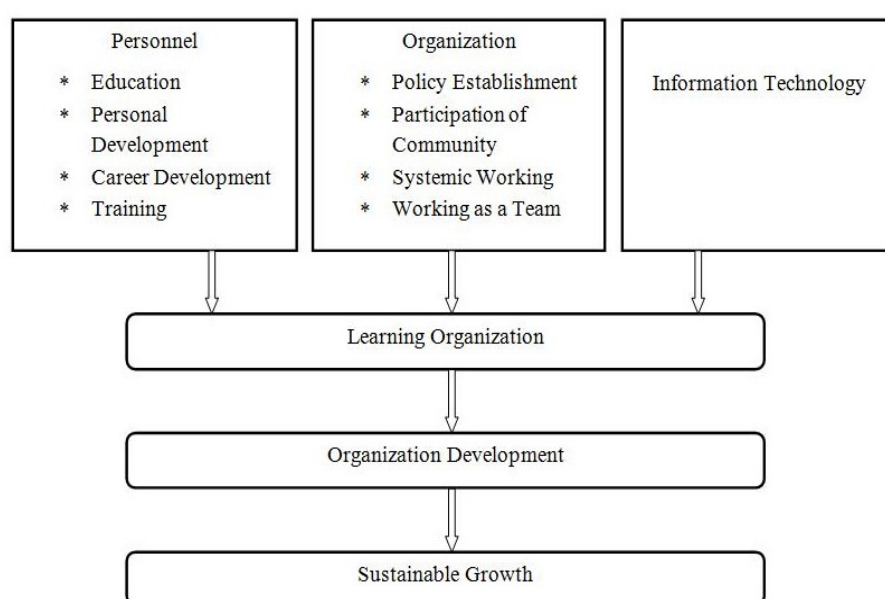 Personnel
* Education
* Personal
Development
* Career Development
* Training
Organization
* Policy Establishment
* Participation of
Community
* Systemic Working
* Working as a Team
Information Technology
Learning Organization
Organization Development
Sustainable Growth